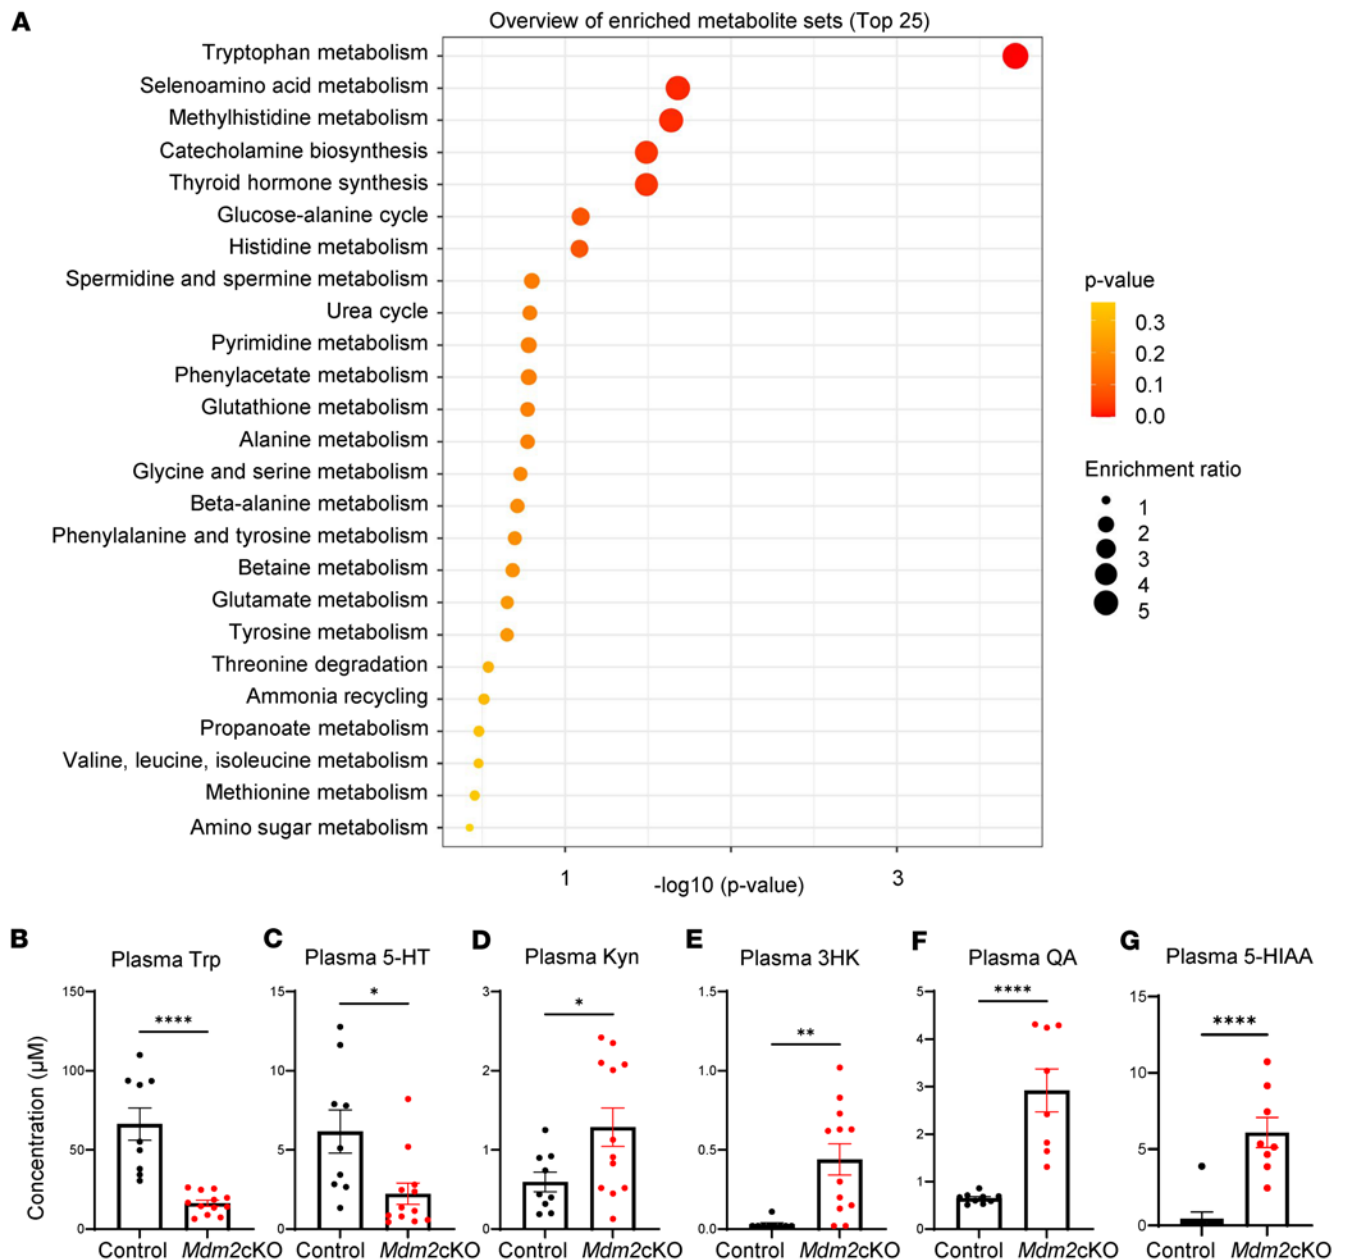 A
Overview of enriched metabolite sets (Top 25)
Tryptophan metabolism
Selenoamino acid metabolism
Methylhistidine metabolism
Catecholamine biosynthesis
Thyroid hormone synthesis
Glucose-alanine cycle
Histidine metabolism
Spermidine and spermine metabolism
Urea cycle
Pyrimidine metabolism
Phenylacetate metabolism
Glutathione metabolism
Alanine metabolism
Glycine and serine metabolism
Beta-alanine metabolism
Phenylalanine and tyrosine metabolism
Betaine metabolism
Glutamate metabolism
Tyrosine metabolism
Threonine degradation
Ammonia recycling
Propanoate metabolism
Valine, leucine, isoleucine metabolism
Methionine metabolism
Amino sugar metabolism
1
3
-log10 (p-value)
p-value
0.3
0.2
0.1
0.0
Enrichment ratio
1
2
3
4
5
B
Plasma Trp
Concentration (µM)
150
100
50
0
****
Control Mdm2cKO
C
Plasma 5-HT
15
10
5
0
*
Control Mdm2cKO
D
Plasma Kyn
3
2
1
0
*
Control Mdm2cKO
E
Plasma 3HK
1.5
1.0
0.5
0.0
**
Control Mdm2cKO
F
Plasma QA
5
4
3
2
1
0
****
Control Mdm2cKO
G
Plasma 5-HIAA
15
10
5
0
****
Control Mdm2cKO